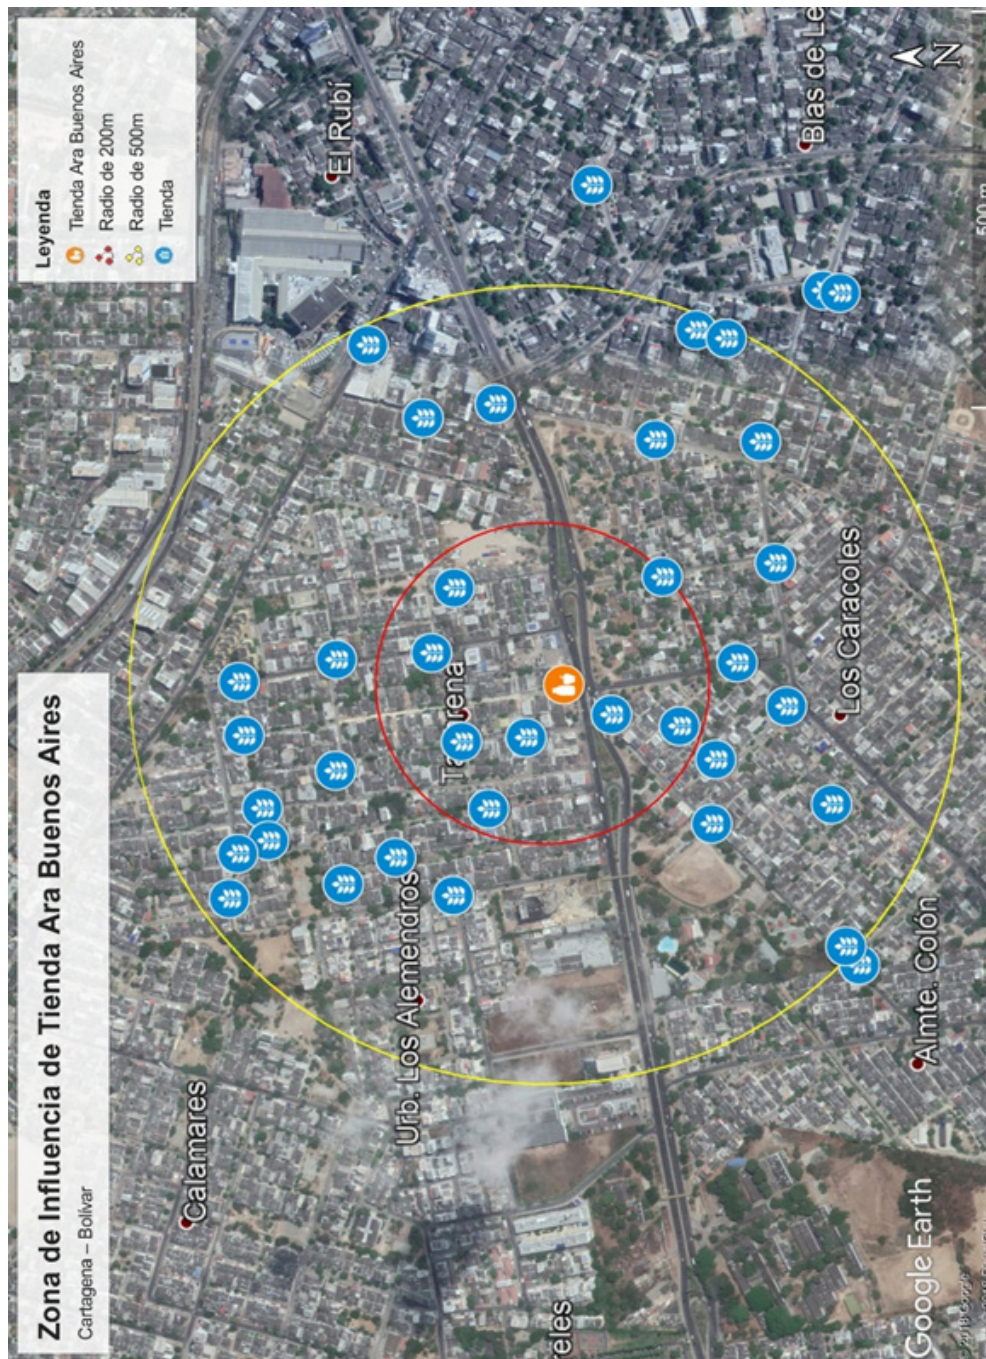 Zona de Influencia de Tienda Ara Buenos Aires
Cartagena – Bolívar
Leyenda
Tienda Ara Buenos Aires
Radio de 200m
Radio de 500m
Tienda
Calamares
El Rubí
Urb. Los Alemendros
Los Caracoles
Almte. Colón
Blas de Le
N
500 m
Google Earth